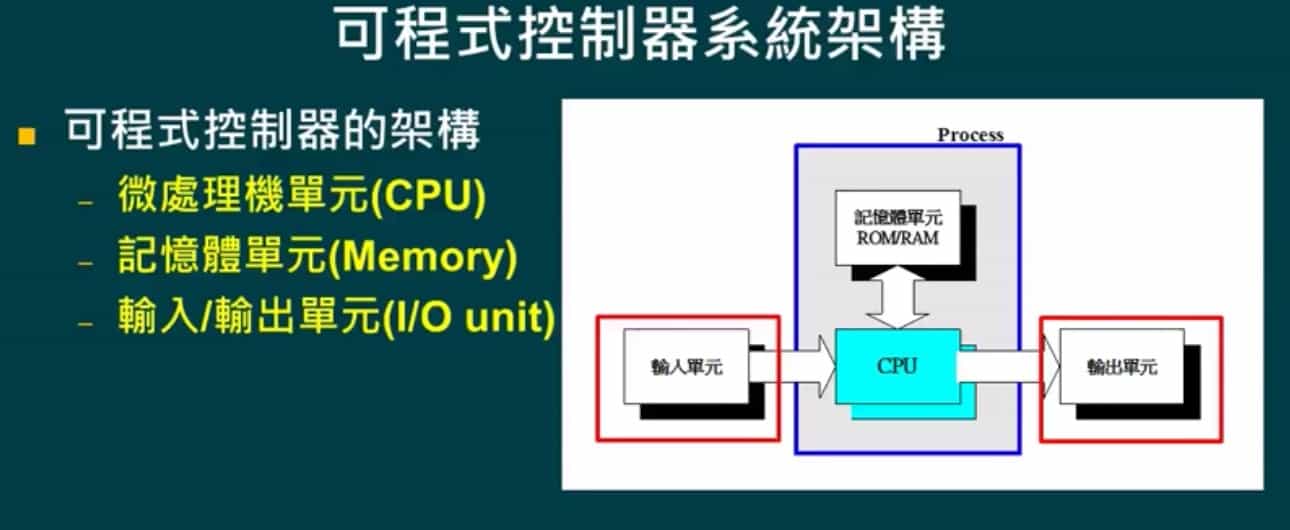 可程式控制器系統架構
可程式控制器的架構
– 微處理機單元(CPU)
– 記憶體單元(Memory)
– 輸入/輸出單元(I/O unit)
Process
記憶體單元
ROM/RAM
輸入單元
CPU
輸出單元